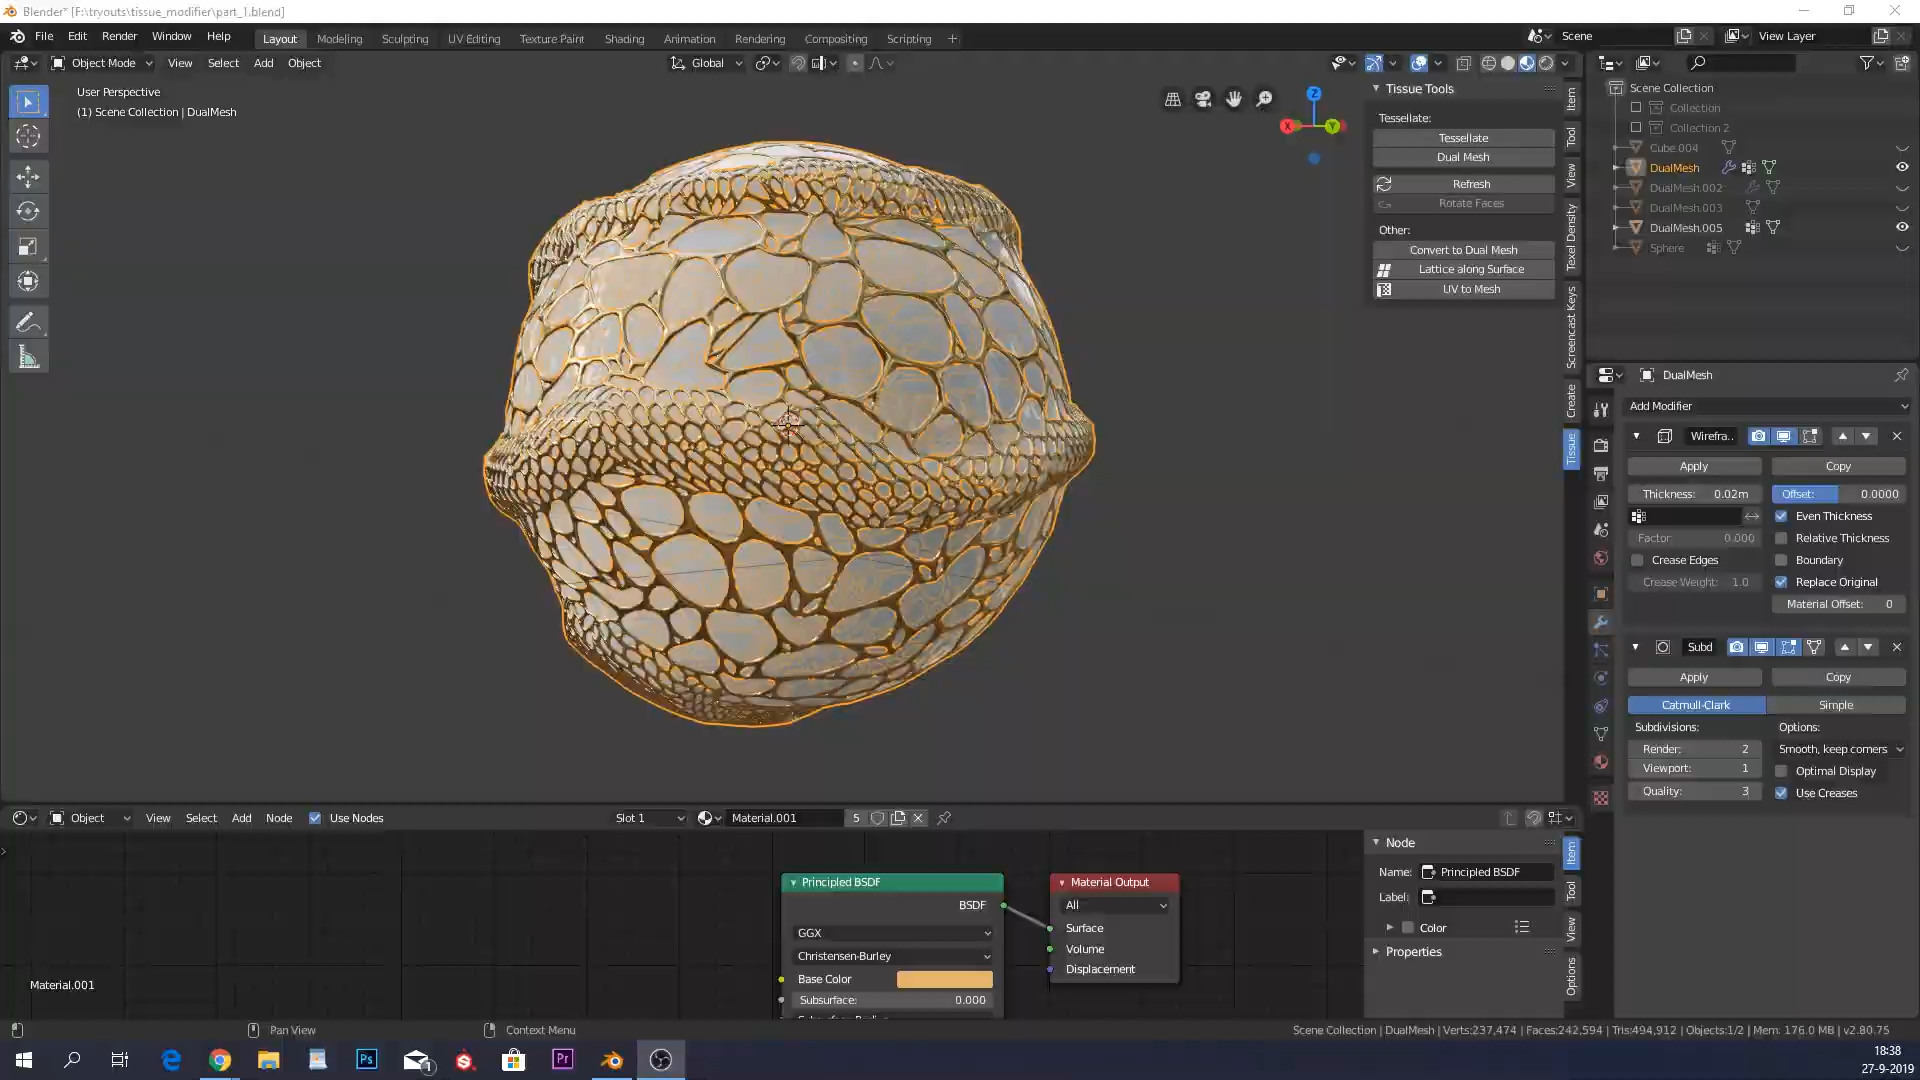 Blender* [F:\tryouts\tissue_modifier\part_1.blend]
File Edit Render Window Help
Layout Modeling Sculpting UV Editing Texture Paint Shading Animation Rendering Compositing Scripting +
Scene
View Layer
Object Mode View Select Add Object
Global
User Perspective
(1) Scene Collection | DualMesh
Z
X
Y
Tissue Tools
Tessellate:
Tessellate
Dual Mesh
Refresh
Rotate Faces
Other:
Convert to Dual Mesh
Lattice along Surface
UV to Mesh
Item
Tool
View
Texel Density
Screencast Keys
Create
Tissue
Scene Collection
Collection
Collection 2
Cube.004
DualMesh
DualMesh.002
DualMesh.003
DualMesh.005
Sphere
DualMesh
Add Modifier
Wirefra..
Apply Copy
Thickness: 0.02m Offset: 0.0000
Even Thickness
Factor: 0.000 Relative Thickness
Crease Edges Boundary
Crease Weight: 1.0 Replace Original
Material Offset: 0
Subd
Apply Copy
Catmull-Clark Simple
Subdivisions: Options:
Render: 2 Smooth, keep corners
Viewport: 1 Optimal Display
Quality: 3 Use Creases
Object View Select Add Node Use Nodes Slot 1 Material.001 5
Principled BSDF
BSDF
GGX
Christensen-Burley
Base Color
Subsurface: 0.000
Material Output
All
Surface
Volume
Displacement
Node
Name: Principled BSDF
Label:
Color
Properties
Item
Tool
View
Options
Material.001
Pan View
Context Menu
Scene Collection | DualMesh | Verts:237,474 | Faces:242,594 | Tris:494,912 | Objects:1/2 | Mem: 176.0 MB | v2.80.75
Ps
1
Pr
18:38
27-9-2019